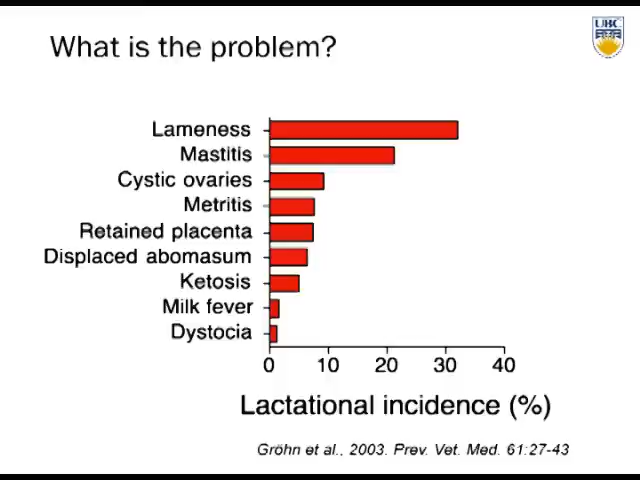 What is the problem?
UBC
Lameness
Mastitis
Cystic ovaries
Metritis
Retained placenta
Displaced abomasum
Ketosis
Milk fever
Dystocia
0 10 20 30 40
Lactational incidence (%)
Gröhn et al., 2003. Prev. Vet. Med. 61:27-43